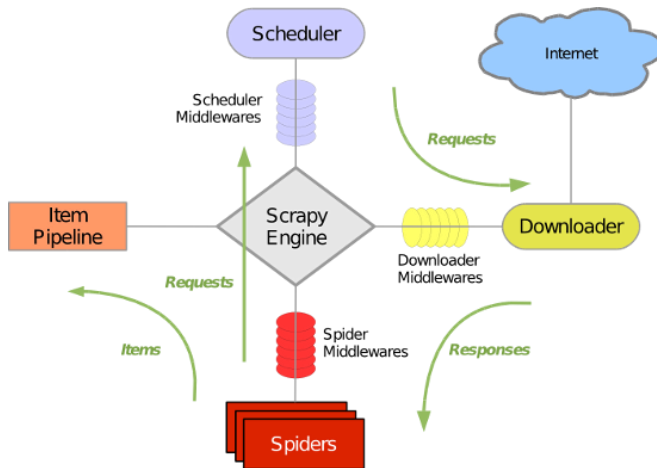 Scheduler
Internet
Scheduler
Middlewares
Requests
Item
Pipeline
Scrapy
Engine
Downloader
Downloader
Middlewares
Requests
Spider
Middlewares
Items
Responses
Spiders